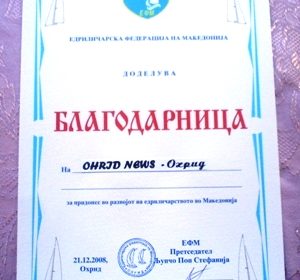 ЕФМ
ЕДРИЛИЧАРСКА ФЕДЕРАЦИЈА НА МАКЕДОНИЈА
ДОДЕЛУВА
БЛАГОДАРНИЦА
На OHRID NEWS - Охрид
за придонес во развојот на едриличарството во Македонија
21.12.2008,
Охрид
ЕФМ
Претседател
Љупчо Поп Стефанија